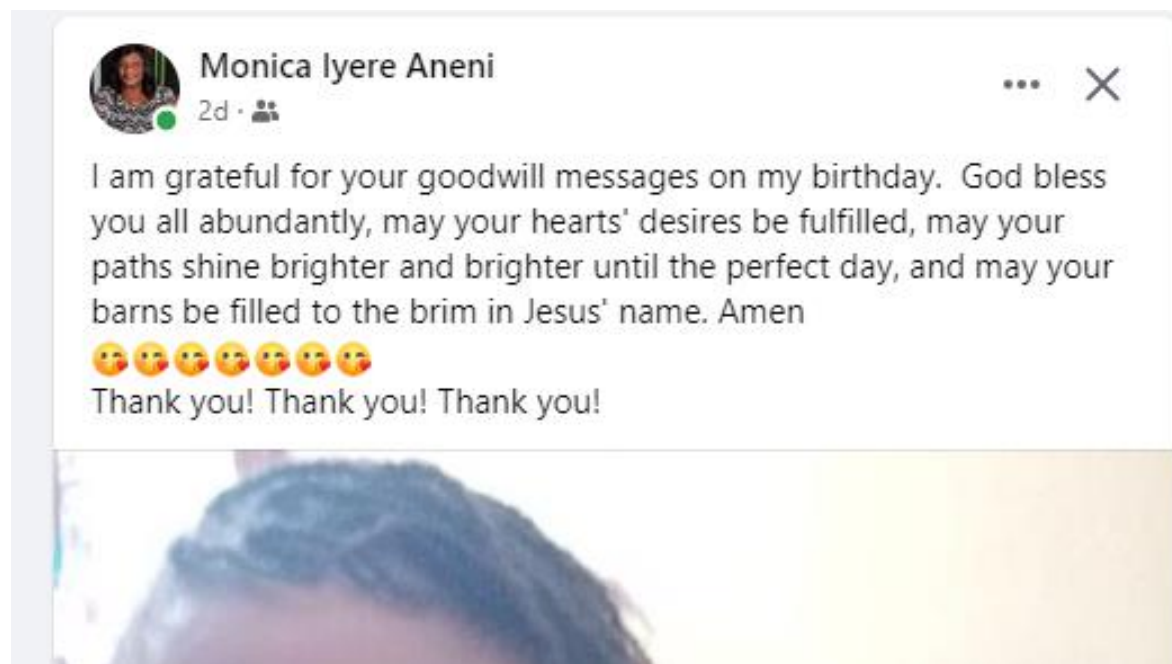 Monica Iyere Aneni
2d ·
I am grateful for your goodwill messages on my birthday.  God bless
you all abundantly, may your hearts' desires be fulfilled, may your
paths shine brighter and brighter until the perfect day, and may your
barns be filled to the brim in Jesus' name. Amen
😘😘😘😘😘😘😘
Thank you! Thank you! Thank you!